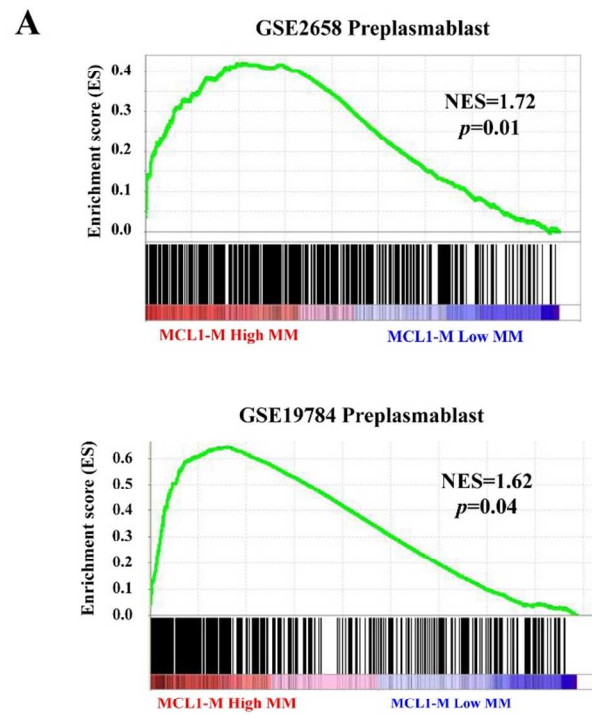 A
GSE2658 Preplasmablast
Enrichment score (ES)
0.4
0.3
0.2
0.1
0.0
NES=1.72
p=0.01
MCL1-M High MM
MCL1-M Low MM
GSE19784 Preplasmablast
Enrichment score (ES)
0.6
0.5
0.4
0.3
0.2
0.1
0.0
NES=1.62
p=0.04
MCL1-M High MM
MCL1-M Low MM